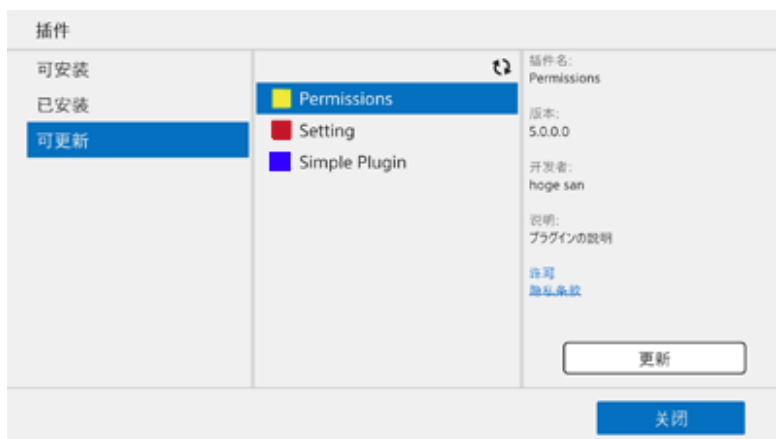 插件
可安装
已安装
可更新
Permissions
Setting
Simple Plugin
插件名:
Permissions
版本:
5.0.0.0
开发者:
hoge san
说明:
プラグインの説明
许可
隐私条款
更新
关闭